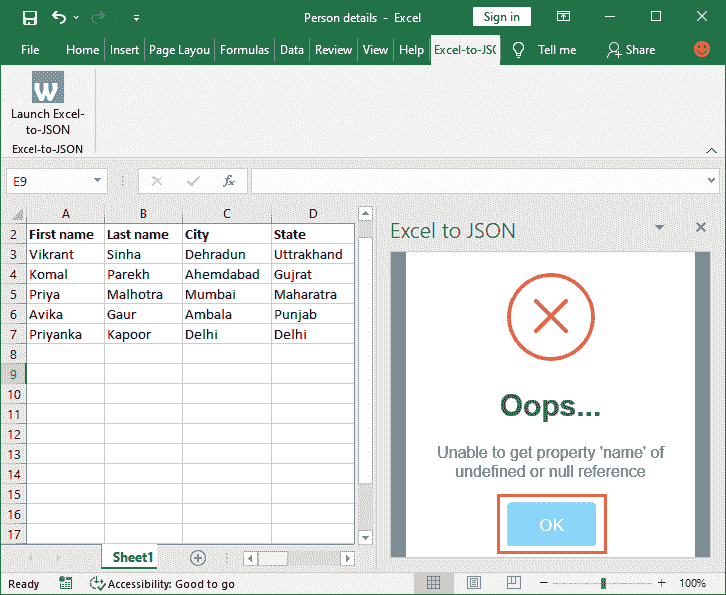 Person details - Excel
Sign in
File Home Insert Page Layou Formulas Data Review View Help Excel-to-JSC Tell me Share
W
Launch Excel-
to-JSON
Excel-to-JSON
E9 fx
A B C D
2 First name Last name City State
3 Vikrant Sinha Dehradun Uttrakhand
4 Komal Parekh Ahemdabad Gujrat
5 Priya Malhotra Mumbai Maharatra
6 Avika Gaur Ambala Punjab
7 Priyanka Kapoor Delhi Delhi
8
9
10
11
12
13
14
15
16
17
Excel to JSON
Oops...
Unable to get property 'name' of
undefined or null reference
OK
Sheet1
Ready Accessibility: Good to go 100%